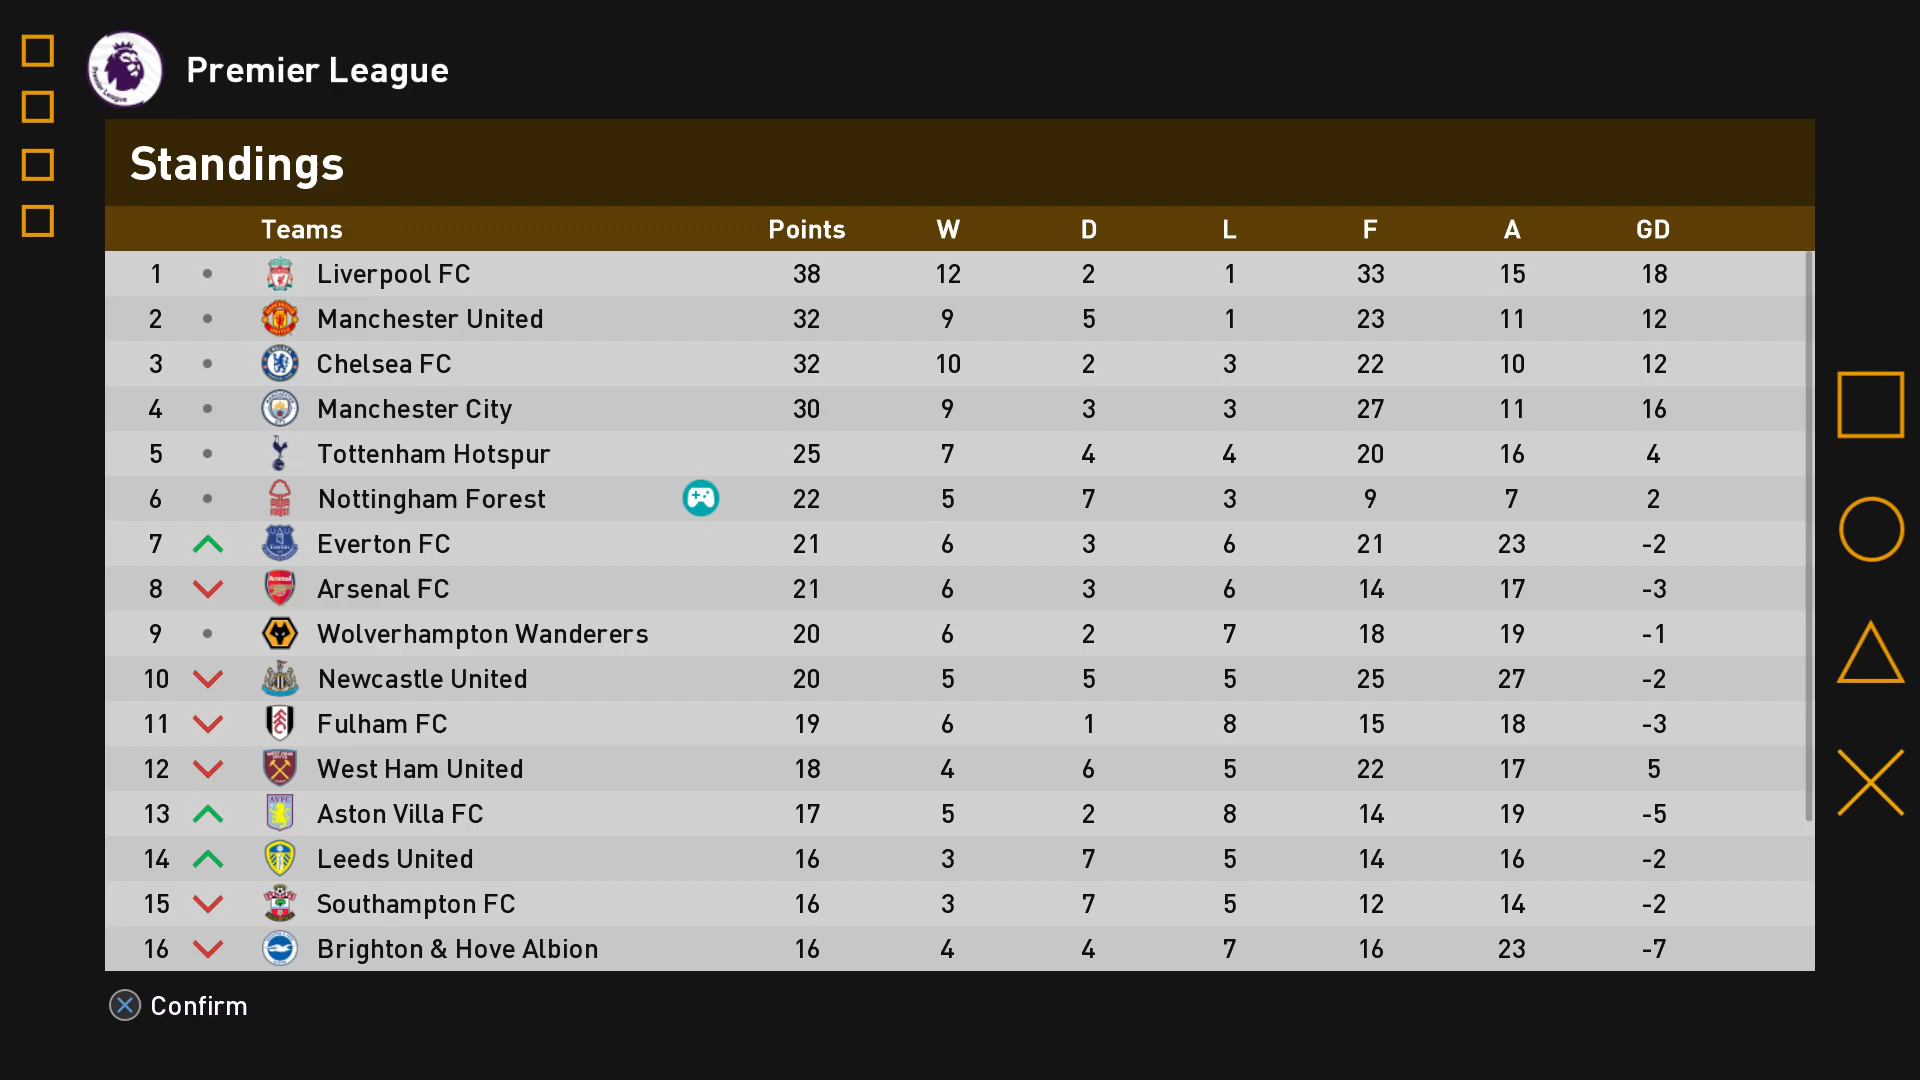 Premier League
Standings
Teams Points W D L F A GD
1 Liverpool FC 38 12 2 1 33 15 18
2 Manchester United 32 9 5 1 23 11 12
3 Chelsea FC 32 10 2 3 22 10 12
4 Manchester City 30 9 3 3 27 11 16
5 Tottenham Hotspur 25 7 4 4 20 16 4
6 Nottingham Forest 22 5 7 3 9 7 2
7 Everton FC 21 6 3 6 21 23 -2
8 Arsenal FC 21 6 3 6 14 17 -3
9 Wolverhampton Wanderers 20 6 2 7 18 19 -1
10 Newcastle United 20 5 5 5 25 27 -2
11 Fulham FC 19 6 1 8 15 18 -3
12 West Ham United 18 4 6 5 22 17 5
13 Aston Villa FC 17 5 2 8 14 19 -5
14 Leeds United 16 3 7 5 14 16 -2
15 Southampton FC 16 3 7 5 12 14 -2
16 Brighton & Hove Albion 16 4 4 7 16 23 -7
Confirm